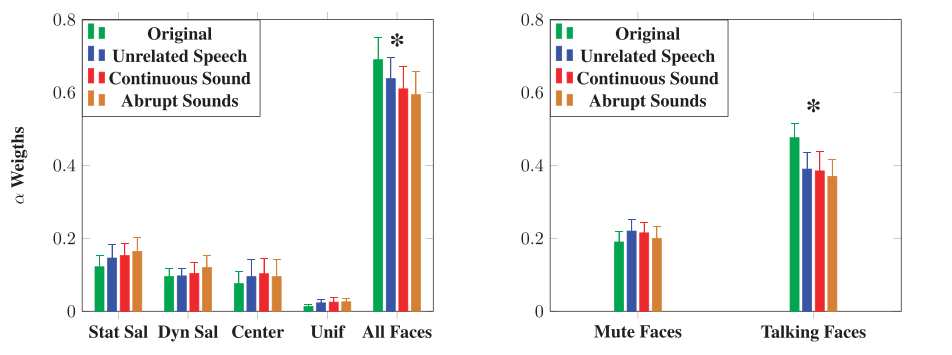 0.8
0.6
0.4
0.2
0
α Weigths
Original
Unrelated Speech
Continuous Sound
Abrupt Sounds
*
Stat Sal Dyn Sal Center Unif All Faces
0.8
0.6
0.4
0.2
0
Original
Unrelated Speech
Continuous Sound
Abrupt Sounds
*
Mute Faces Talking Faces